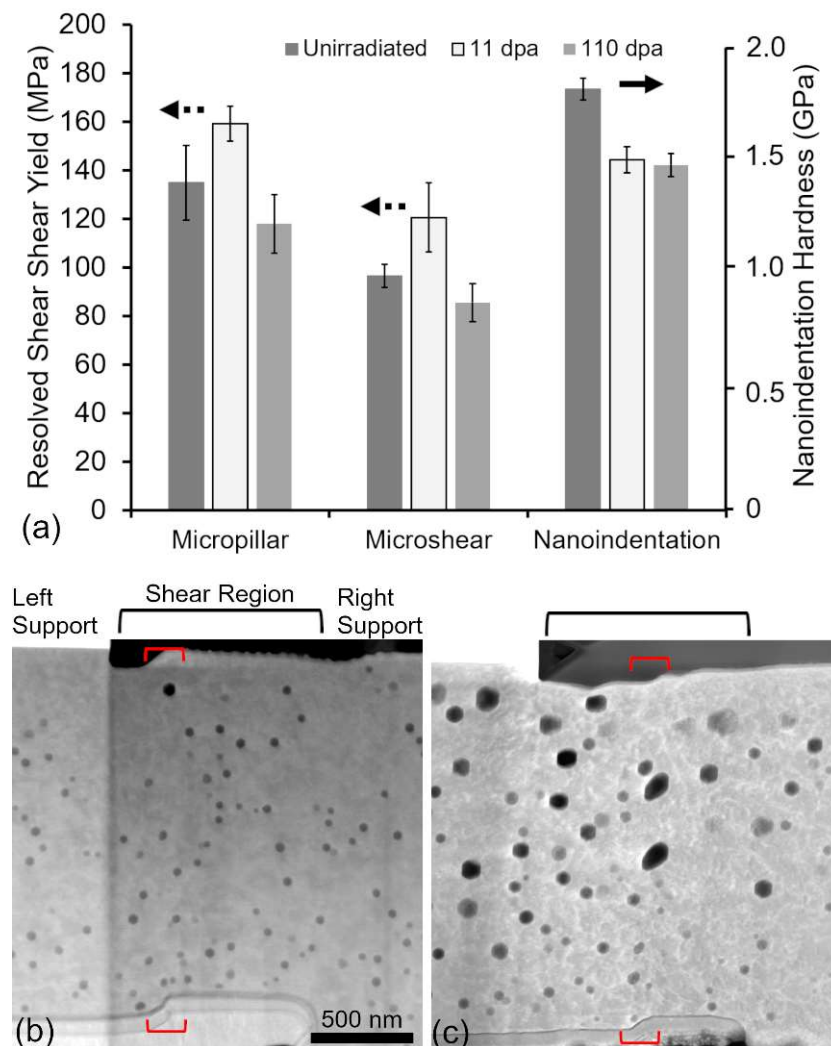 200
180
160
140
120
100
80
60
40
20
0
Resolved Shear Shear Yield (MPa)
Unirradiated 11 dpa 110 dpa
2.0
1.5
1.0
0.5
0
Nanoindentation Hardness (GPa)
(a)
Micropillar Microshear Nanoindentation
Left Support
Shear Region
Right Support
(b)
500 nm
(c)